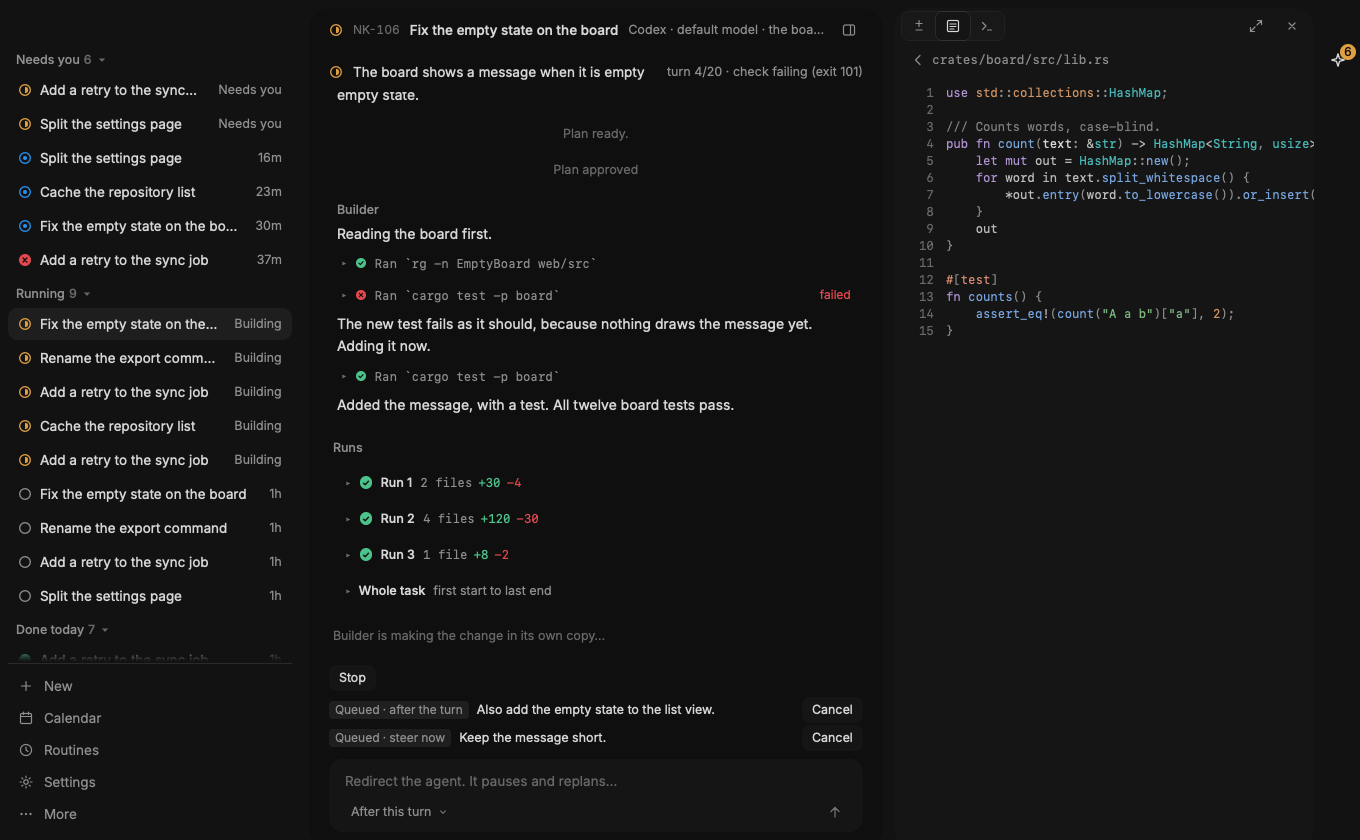 Needs you 6
Add a retry to the sync... Needs you
Split the settings page Needs you
Split the settings page 16m
Cache the repository list 23m
Fix the empty state on the bo... 30m
Add a retry to the sync job 37m
Running 9
Fix the empty state on the... Building
Rename the export comm... Building
Add a retry to the sync job Building
Cache the repository list Building
Add a retry to the sync job Building
Fix the empty state on the board 1h
Rename the export command 1h
Add a retry to the sync job 1h
Split the settings page 1h
Done today 7
Add a retry to the sync job 1h
New
Calendar
Routines
Settings
More
NK-106 Fix the empty state on the board Codex · default model · the boa...
The board shows a message when it is empty turn 4/20 · check failing (exit 101)
empty state.
Plan ready.
Plan approved
Builder
Reading the board first.
Ran `rg -n EmptyBoard web/src`
Ran `cargo test -p board` failed
The new test fails as it should, because nothing draws the message yet.
Adding it now.
Ran `cargo test -p board`
Added the message, with a test. All twelve board tests pass.
Runs
Run 1 2 files +30 -4
Run 2 4 files +120 -30
Run 3 1 file +8 -2
Whole task first start to last end
Builder is making the change in its own copy...
Stop
Queued · after the turn Also add the empty state to the list view. Cancel
Queued · steer now Keep the message short. Cancel
Redirect the agent. It pauses and replans...
After this turn
crates/board/src/lib.rs
1 use std::collections::HashMap;
2
3 /// Counts words, case-blind.
4 pub fn count(text: &str) -> HashMap<String, usize>
5 let mut out = HashMap::new();
6 for word in text.split_whitespace() {
7 *out.entry(word.to_lowercase()).or_insert(
8 }
9 out
10 }
11
12 #[test]
13 fn counts() {
14 assert_eq!(count("A a b")["a"], 2);
15 }
6